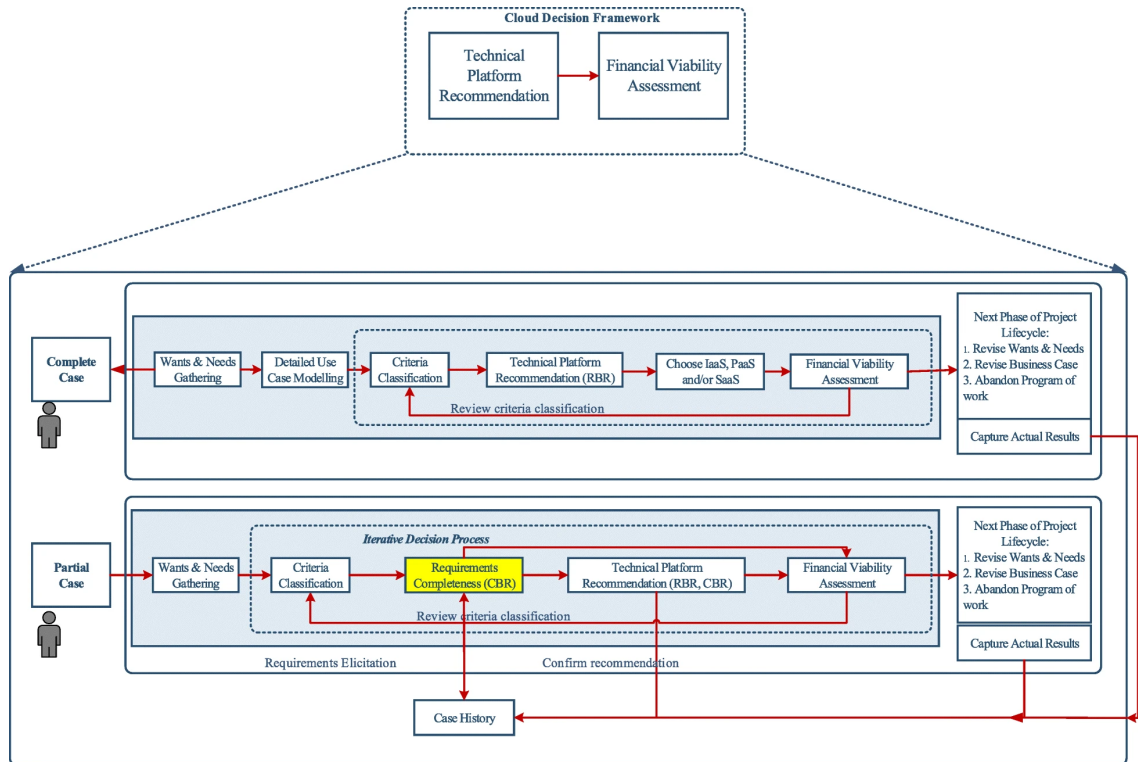 Cloud Decision Framework
Technical
Platform
Recommendation
Financial Viability
Assessment
Complete
Case
Wants & Needs
Gathering
Detailed Use
Case Modelling
Criteria
Classification
Technical Platform
Recommendation (RBR)
Choose IaaS, PaaS
and/or SaaS
Financial Viability
Assessment
Review criteria classification
Next Phase of Project
Lifecycle:
1. Revise Wants & Needs
2. Revise Business Case
3. Abandon Program of
work
Capture Actual Results
Partial
Case
Wants & Needs
Gathering
Iterative Decision Process
Criteria
Classification
Requirements
Completeness (CBR)
Technical Platform
Recommendation (RBR, CBR)
Financial Viability
Assessment
Review criteria classification
Next Phase of Project
Lifecycle:
1. Revise Wants & Needs
2. Revise Business Case
3. Abandon Program of
work
Capture Actual Results
Requirements Elicitation
Confirm recommendation
Case History